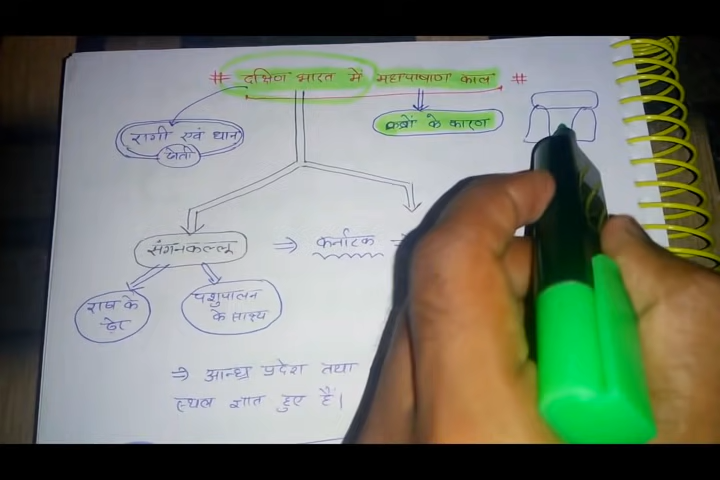 # दक्षिण भारत में महापाषाण काल #
रागी एवं धान
खेती
कब्रों के कारण
संगनकल्लू ⇒ कर्नाटक
राख के
ढेर
पशुपालन
के साक्ष्य
⇒ आन्ध्र प्रदेश तथा
स्थल ज्ञात हुए हैं।